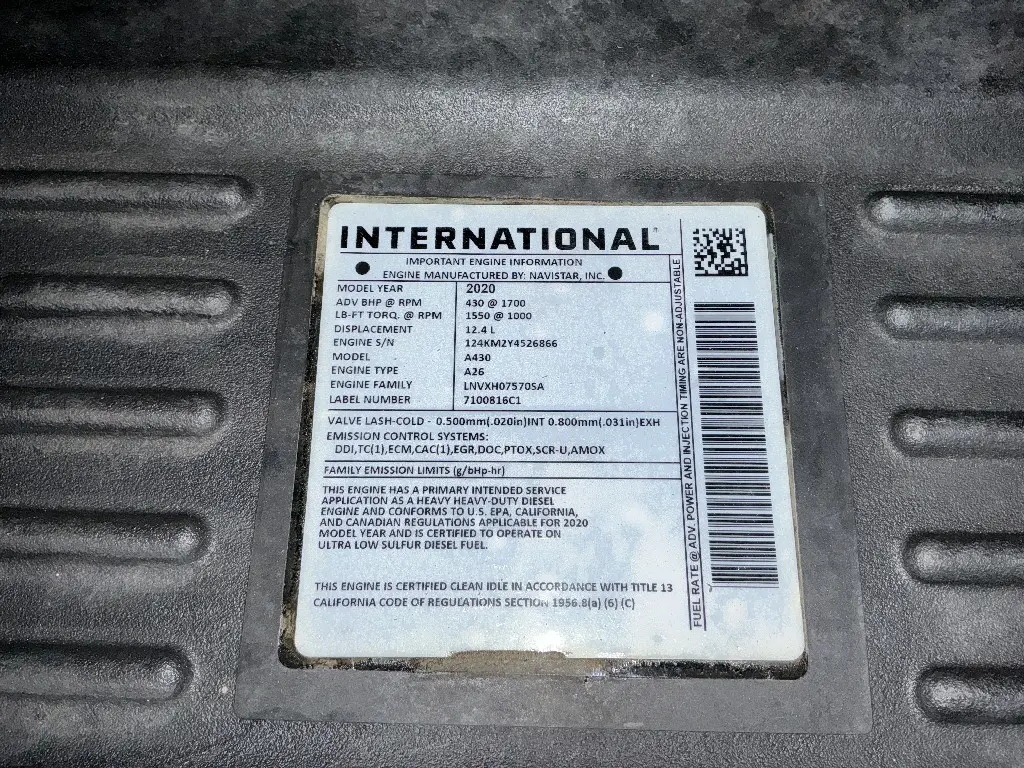 INTERNATIONAL
IMPORTANT ENGINE INFORMATION
ENGINE MANUFACTURED BY: NAVISTAR, INC.
MODEL YEAR 2020
ADV BHP @ RPM 430 @ 1700
LB-FT TORQ. @ RPM 1550 @ 1000
DISPLACEMENT 12.4 L
ENGINE S/N 124KM2Y4526866
MODEL A430
ENGINE TYPE A26
ENGINE FAMILY LNVXH07570SA
LABEL NUMBER 7100816C1
VALVE LASH-COLD - 0.500mm(.020in)INT 0.800mm(.031in)EXH
EMISSION CONTROL SYSTEMS:
DDI,TC(1),ECM,CAC(1),EGR,DOC,PTOX,SCR-U,AMOX
FAMILY EMISSION LIMITS (g/bHp-hr)
THIS ENGINE HAS A PRIMARY INTENDED SERVICE
APPLICATION AS A HEAVY HEAVY-DUTY DIESEL
ENGINE AND CONFORMS TO U.S. EPA, CALIFORNIA,
AND CANADIAN REGULATIONS APPLICABLE FOR 2020
MODEL YEAR AND IS CERTIFIED TO OPERATE ON
ULTRA LOW SULFUR DIESEL FUEL.
THIS ENGINE IS CERTIFIED CLEAN IDLE IN ACCORDANCE WITH TITLE 13
CALIFORNIA CODE OF REGULATIONS SECTION 1956.8(a) (6) (C)
FUEL RATE @ ADV. POWER AND INJECTION TIMING ARE NON-ADJUSTABLE